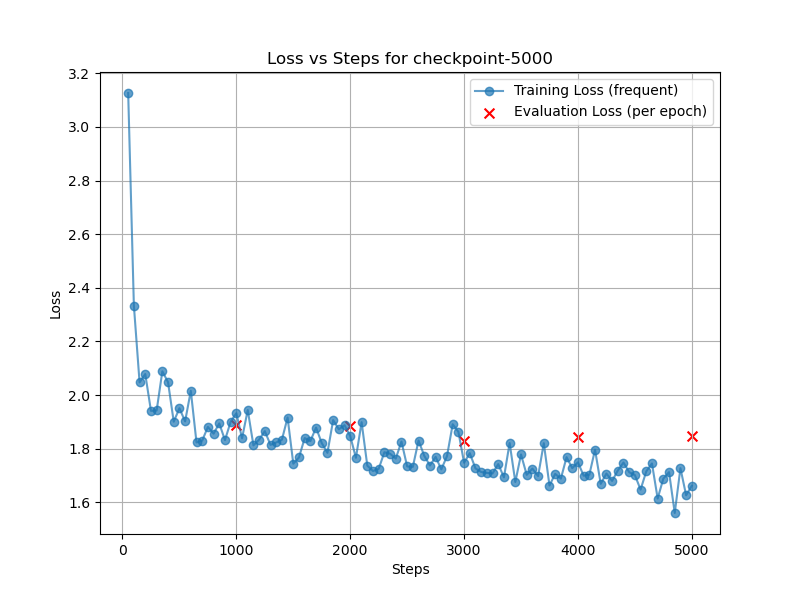 Loss vs Steps for checkpoint-5000
Training Loss (frequent)
Evaluation Loss (per epoch)
3.2
3.0
2.8
2.6
2.4
2.2
2.0
1.8
1.6
Loss
0 1000 2000 3000 4000 5000
Steps